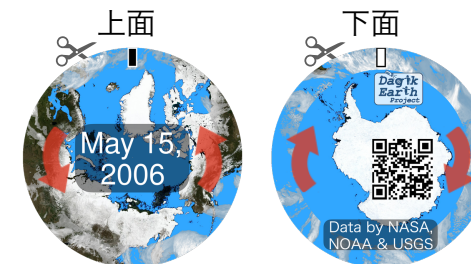 上面
下面
May 15,
2006
Dagik
Earth
Project
Data by NASA,
NOAA & USGS